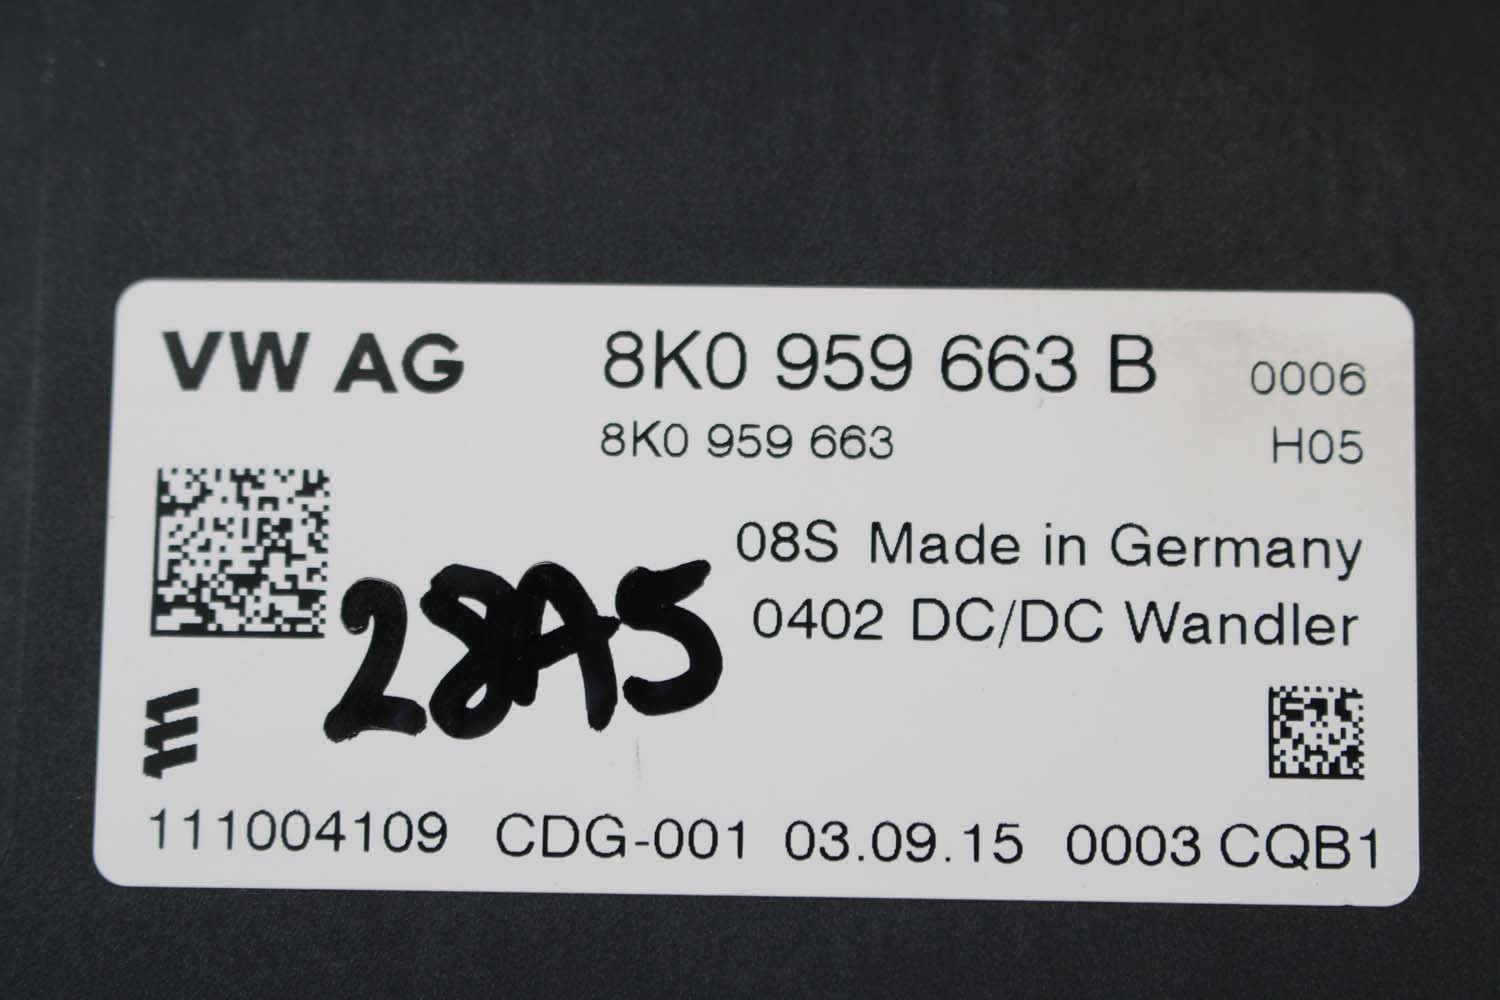 VW AG 8K0 959 663 B 0006
8K0 959 663 H05
08S Made in Germany
28A5 0402 DC/DC Wandler
111004109 CDG-001 03.09.15 0003 CQB1